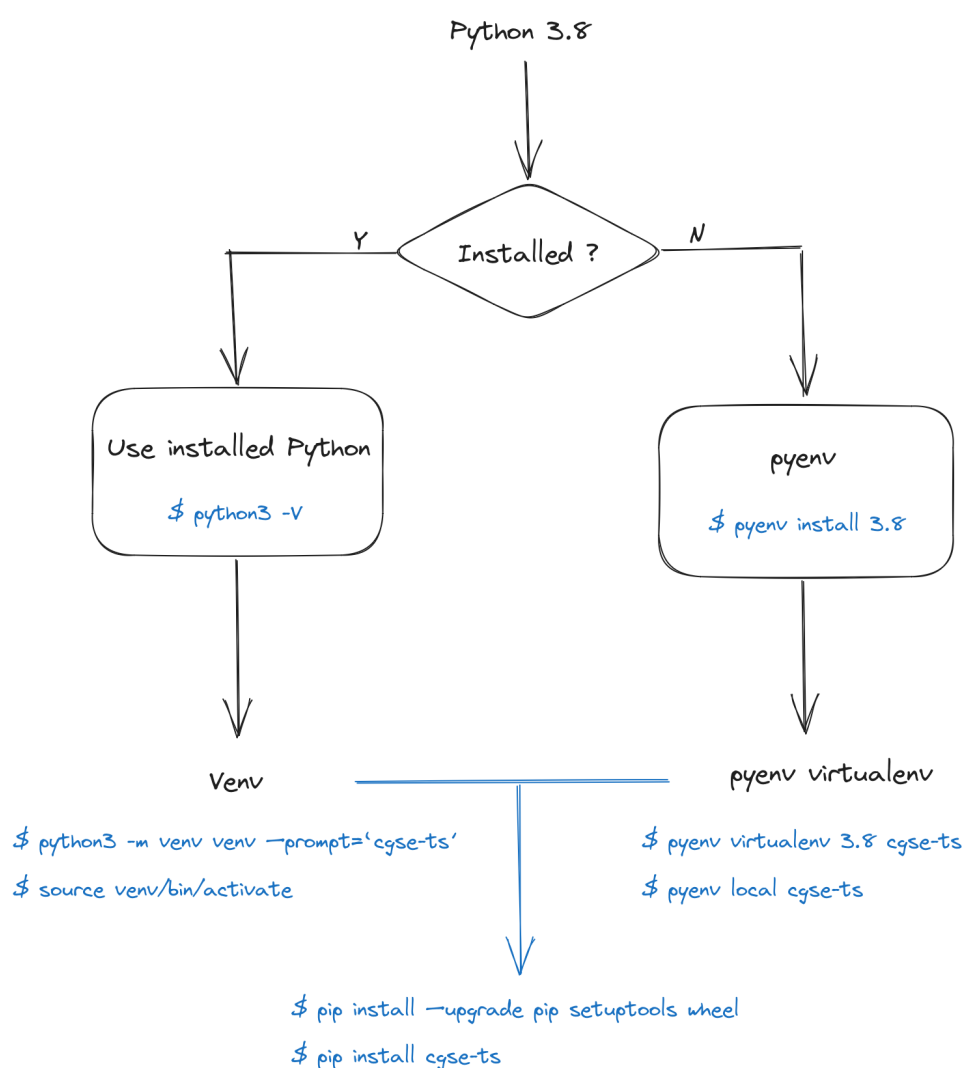 Python 3.8
Installed ?
Y
N
Use installed Python
$ python3 -V
pyenv
$ pyenv install 3.8
Venv
$ python3 -m venv venv —prompt=‘cgse-ts’
$ source venv/bin/activate
pyenv virtualenv
$ pyenv virtualenv 3.8 cgse-ts
$ pyenv local cgse-ts
$ pip install —upgrade pip setuptools wheel
$ pip install cgse-ts